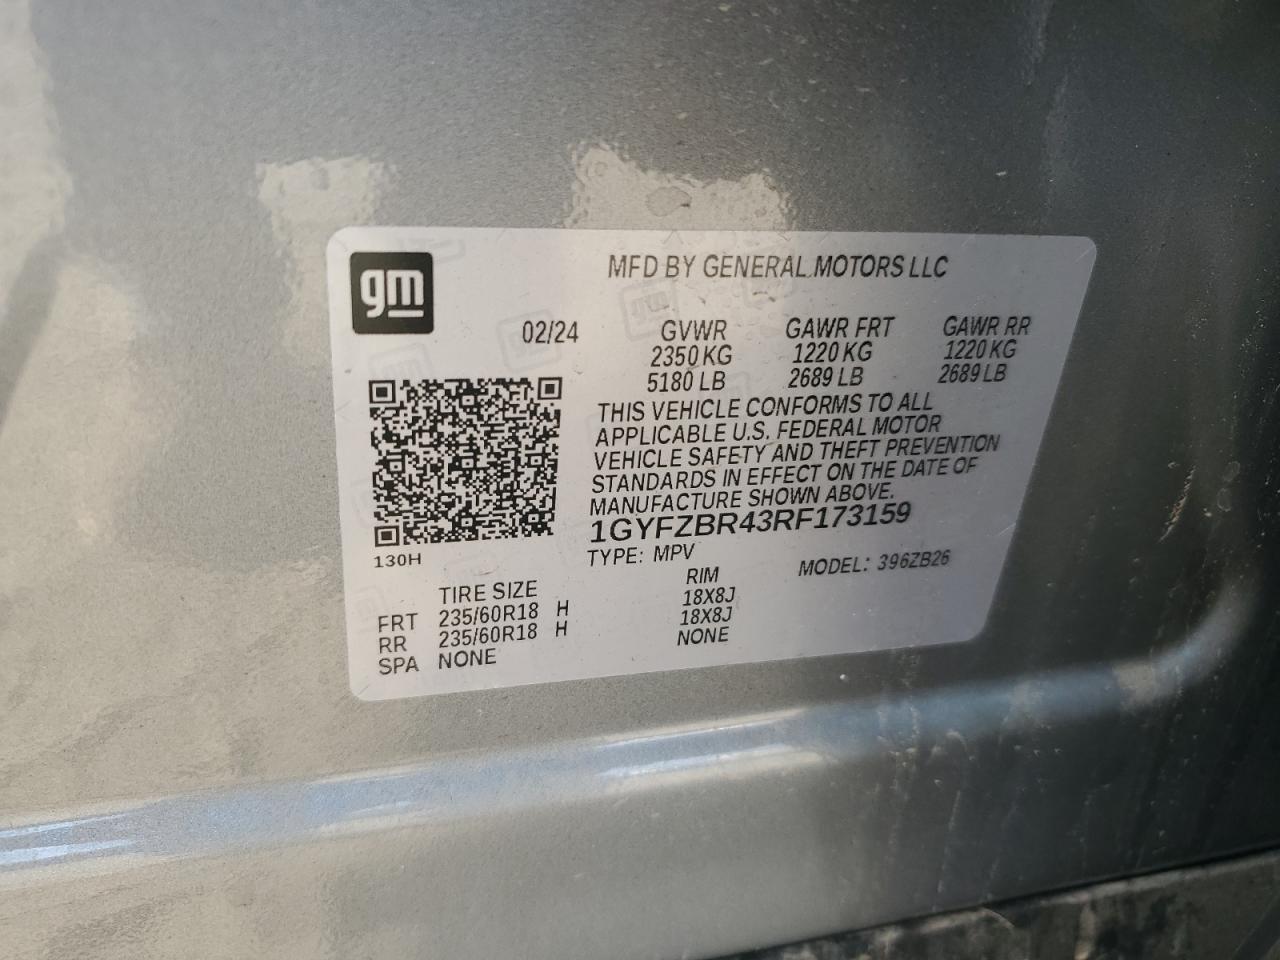 gm
MFD BY GENERAL MOTORS LLC
02/24 GVWR GAWR FRT GAWR RR
2350 KG 1220 KG 1220 KG
5180 LB 2689 LB 2689 LB
THIS VEHICLE CONFORMS TO ALL
APPLICABLE U.S. FEDERAL MOTOR
VEHICLE SAFETY AND THEFT PREVENTION
STANDARDS IN EFFECT ON THE DATE OF
MANUFACTURE SHOWN ABOVE.
1GYFZBR43RF173159
130H
TYPE: MPV MODEL: 396ZB26
TIRE SIZE RIM
FRT 235/60R18 H 18X8J
RR 235/60R18 H 18X8J
SPA NONE NONE